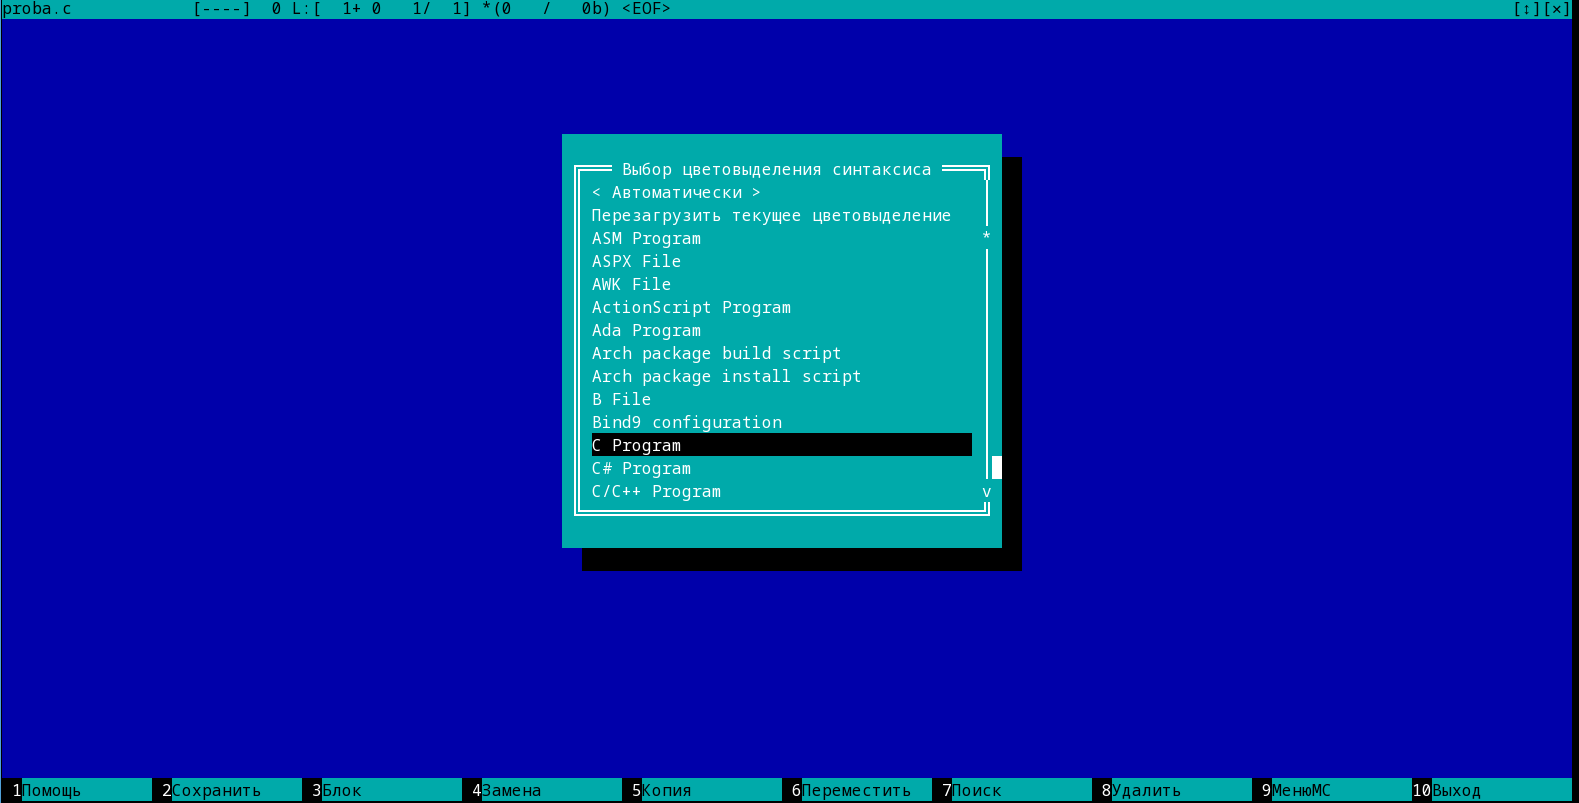 proba.c [----] 0 L:[ 1+ 0 1/ 1] *(0 / 0b) <EOF> [↕][×]
Выбор цветовыделения синтаксиса
< Автоматически >
Перезагрузить текущее цветовыделение
ASM Program *
ASPX File
AWK File
ActionScript Program
Ada Program
Arch package build script
Arch package install script
B File
Bind9 configuration
C Program
C# Program
C/C++ Program v
1Помощь 2Сохранить 3Блок 4Замена 5Копия 6Переместить 7Поиск 8Удалить 9МенюMC 10Выход